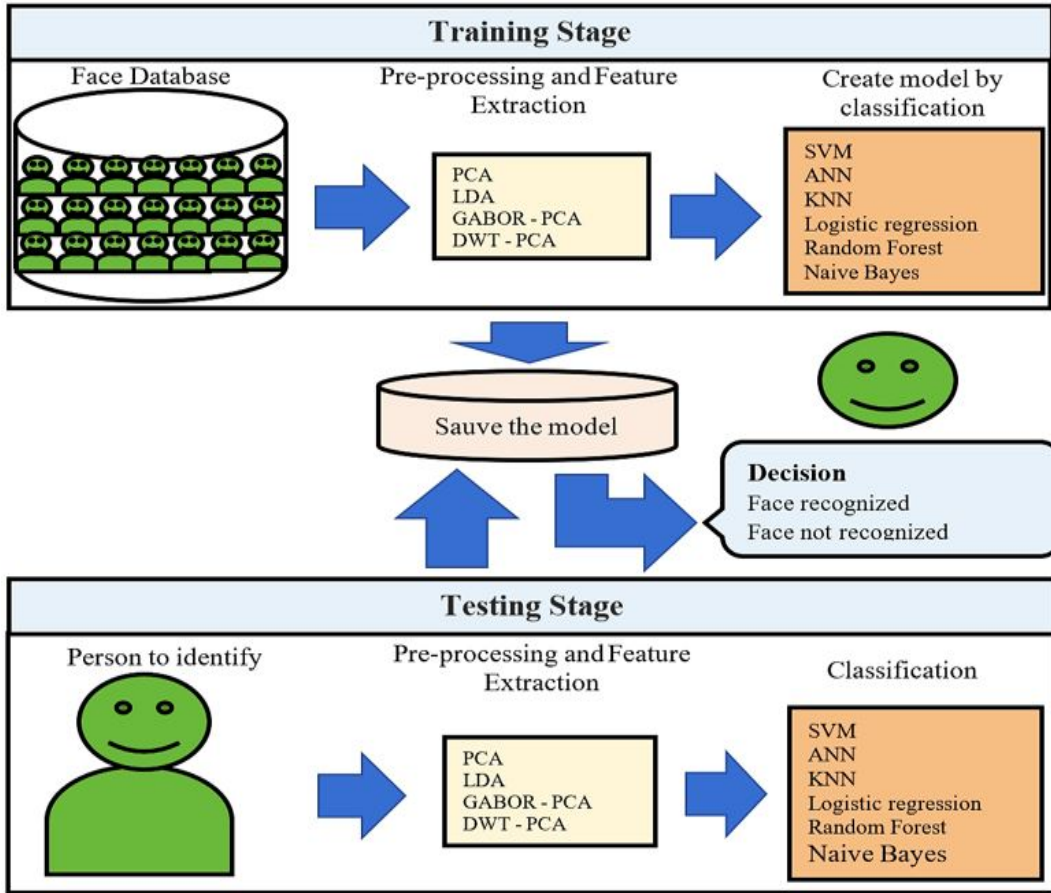 Training Stage
Face Database
Pre-processing and Feature
Extraction
Create model by
classification
PCA
LDA
GABOR - PCA
DWT - PCA
SVM
ANN
KNN
Logistic regression
Random Forest
Naive Bayes
Sauve the model
Decision
Face recognized
Face not recognized
Testing Stage
Person to identify
Pre-processing and Feature
Extraction
Classification
PCA
LDA
GABOR - PCA
DWT - PCA
SVM
ANN
KNN
Logistic regression
Random Forest
Naive Bayes